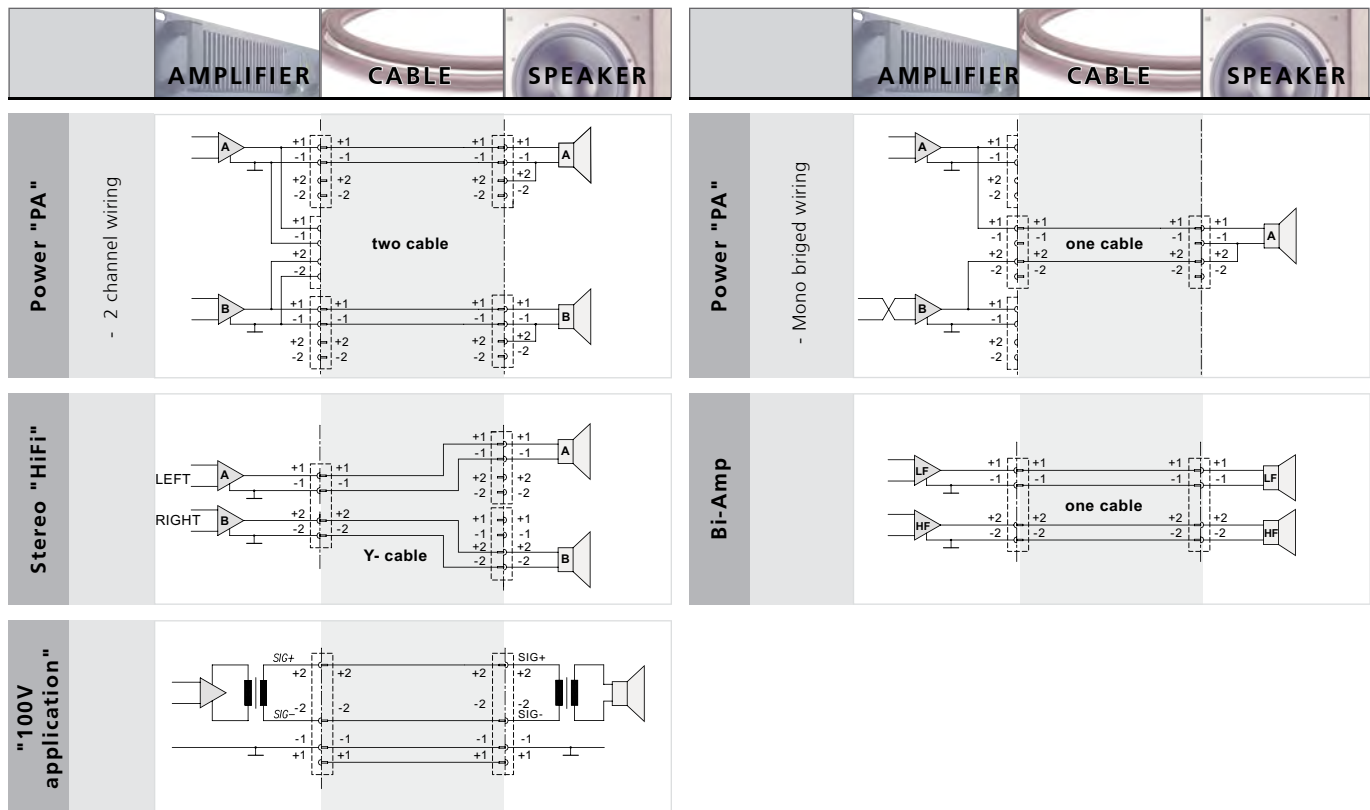 AMPLIFIER CABLE SPEAKER
Power "PA"
- 2 channel wiring
A
+1 +1 +1 +1
-1 -1 -1 -1
A
+2 +2 +2 +2
-2 -2 -2 -2
+1
-1
two cable
+2
-2
B
+1 +1 +1 +1
-1 -1 -1 -1
B
+2 +2 +2 +2
-2 -2 -2 -2
Stereo "HiFi"
+1 +1
-1 -1
A
+2 +2
-2 -2
LEFT A
+1 +1
-1 -1
RIGHT B
+2 +2
-2 -2
+1 +1
-1 -1
+2 +2
-2 -2
B
Y- cable
"100V
application"
SIG+ SIG+
+2 +2 +2 +2
-2 -2 -2 -2
SIG– SIG-
-1 -1 -1 -1
+1 +1 +1 +1
AMPLIFIER CABLE SPEAKER
Power "PA"
- Mono briged wiring
A
+1
-1
+2
-2
+1 +1 +1 +1
-1 -1 -1 -1
one cable
A
+2 +2 +2 +2
-2 -2 -2 -2
B
+1
-1
+2
-2
Bi-Amp
LF
+1 +1 +1 +1
-1 -1 -1 -1
LF
one cable
HF
+2 +2 +2 +2
-2 -2 -2 -2
HF